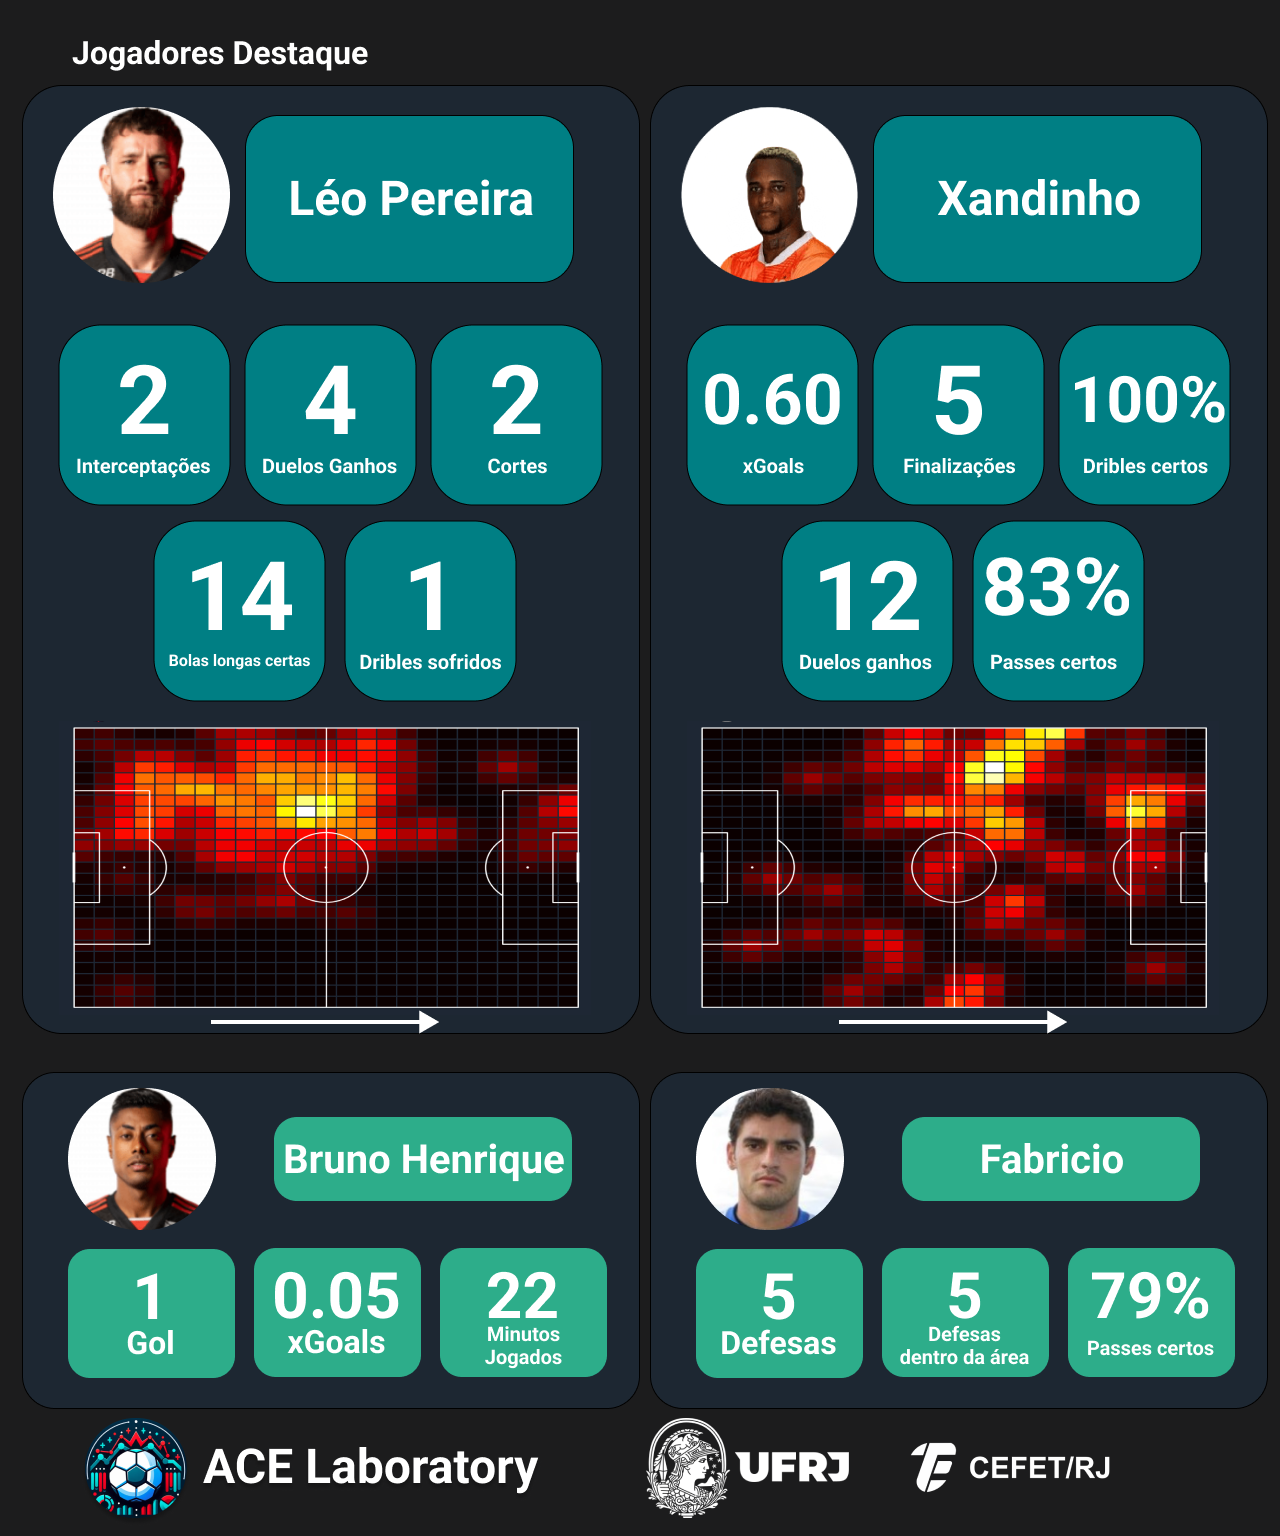 Jogadores Destaque
Léo Pereira
2
Interceptações
4
Duelos Ganhos
2
Cortes
14
Bolas longas certas
1
Dribles sofridos
Xandinho
0.60
xGoals
5
Finalizações
100%
Dribles certos
12
Duelos ganhos
83%
Passes certos
Bruno Henrique
1
Gol
0.05
xGoals
22
Minutos
Jogados
Fabricio
5
Defesas
5
Defesas
dentro da área
79%
Passes certos
ACE Laboratory
UFRJ
CEFET/RJ